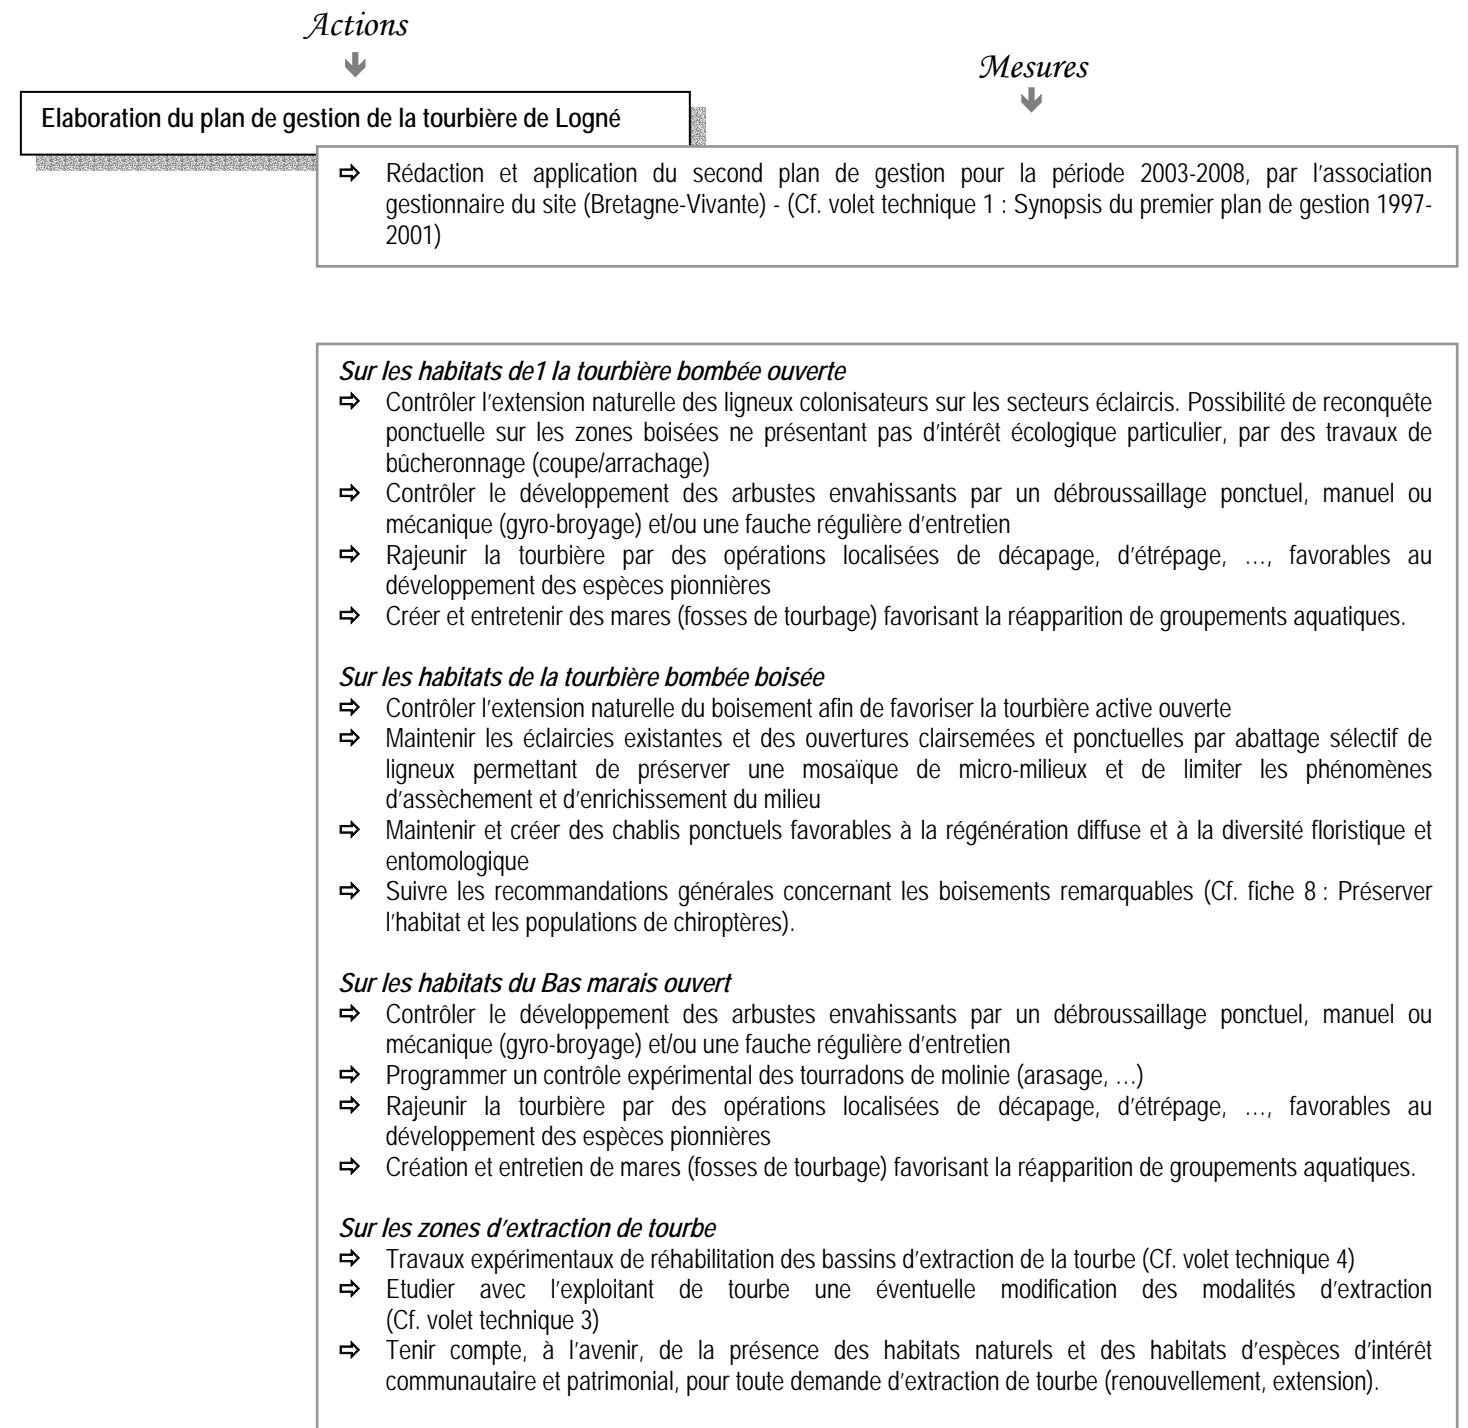 Actions
Mesures
Elaboration du plan de gestion de la tourbière de Logné
⇨ Rédaction et application du second plan de gestion pour la période 2003-2008, par l'association
gestionnaire du site (Bretagne-Vivante) - (Cf. volet technique 1 : Synopsis du premier plan de gestion 1997-
2001)
Sur les habitats de1 la tourbière bombée ouverte
⇨ Contrôler l'extension naturelle des ligneux colonisateurs sur les secteurs éclaircis. Possibilité de reconquête
ponctuelle sur les zones boisées ne présentant pas d'intérêt écologique particulier, par des travaux de
bûcheronnage (coupe/arrachage)
⇨ Contrôler le développement des arbustes envahissants par un débroussaillage ponctuel, manuel ou
mécanique (gyro-broyage) et/ou une fauche régulière d'entretien
⇨ Rajeunir la tourbière par des opérations localisées de décapage, d'étrépage, …, favorables au
développement des espèces pionnières
⇨ Créer et entretenir des mares (fosses de tourbage) favorisant la réapparition de groupements aquatiques.
Sur les habitats de la tourbière bombée boisée
⇨ Contrôler l'extension naturelle du boisement afin de favoriser la tourbière active ouverte
⇨ Maintenir les éclaircies existantes et des ouvertures clairsemées et ponctuelles par abattage sélectif de
ligneux permettant de préserver une mosaïque de micro-milieux et de limiter les phénomènes
d'assèchement et d'enrichissement du milieu
⇨ Maintenir et créer des chablis ponctuels favorables à la régénération diffuse et à la diversité floristique et
entomologique
⇨ Suivre les recommandations générales concernant les boisements remarquables (Cf. fiche 8 : Préserver
l'habitat et les populations de chiroptères).
Sur les habitats du Bas marais ouvert
⇨ Contrôler le développement des arbustes envahissants par un débroussaillage ponctuel, manuel ou
mécanique (gyro-broyage) et/ou une fauche régulière d'entretien
⇨ Programmer un contrôle expérimental des tourradons de molinie (arasage, …)
⇨ Rajeunir la tourbière par des opérations localisées de décapage, d'étrépage, …, favorables au
développement des espèces pionnières
⇨ Création et entretien de mares (fosses de tourbage) favorisant la réapparition de groupements aquatiques.
Sur les zones d'extraction de tourbe
⇨ Travaux expérimentaux de réhabilitation des bassins d'extraction de la tourbe (Cf. volet technique 4)
⇨ Etudier avec l'exploitant de tourbe une éventuelle modification des modalités d'extraction
(Cf. volet technique 3)
⇨ Tenir compte, à l'avenir, de la présence des habitats naturels et des habitats d'espèces d'intérêt
communautaire et patrimonial, pour toute demande d'extraction de tourbe (renouvellement, extension).